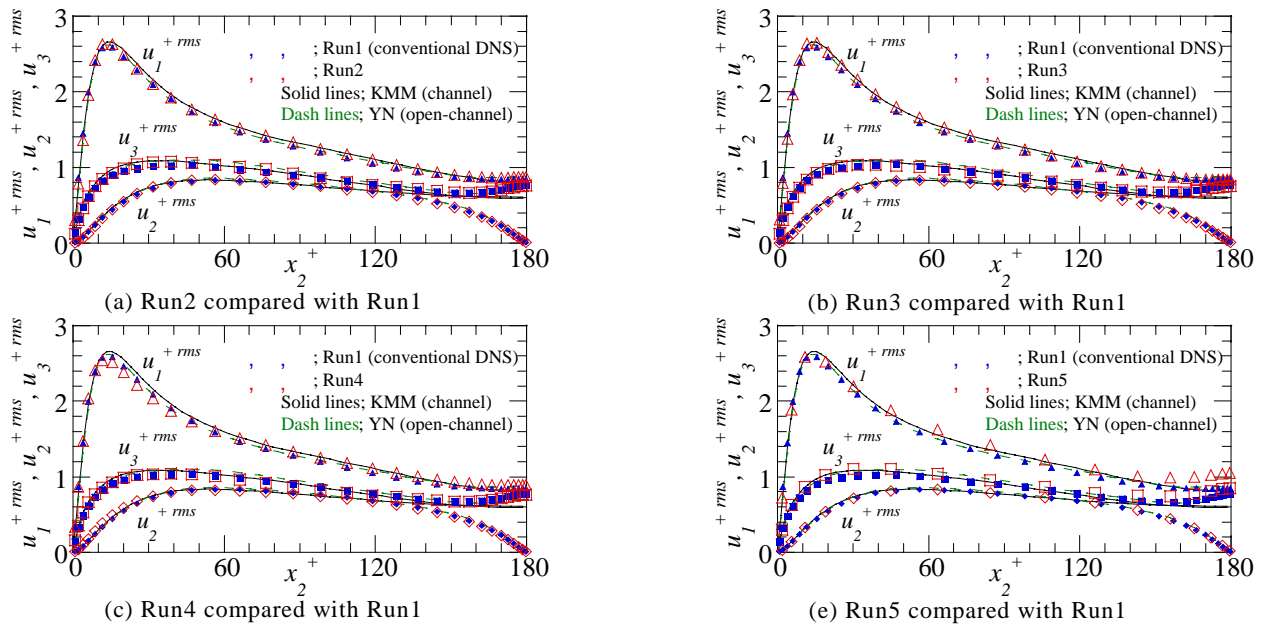 u1+ rms, u2+ rms, u3+ rms
3
2
1
0
u1+ rms
u3+ rms
u2+ rms
, , ; Run1 (conventional DNS)
, , ; Run2
Solid lines; KMM (channel)
Dash lines; YN (open-channel)
0 60 120 180
x2+
(a) Run2 compared with Run1
u1+ rms, u2+ rms, u3+ rms
3
2
1
0
u1+ rms
u3+ rms
u2+ rms
, , ; Run1 (conventional DNS)
, , ; Run3
Solid lines; KMM (channel)
Dash lines; YN (open-channel)
0 60 120 180
x2+
(b) Run3 compared with Run1
u1+ rms, u2+ rms, u3+ rms
3
2
1
0
u1+ rms
u3+ rms
u2+ rms
, , ; Run1 (conventional DNS)
, , ; Run4
Solid lines; KMM (channel)
Dash lines; YN (open-channel)
0 60 120 180
x2+
(c) Run4 compared with Run1
u1+ rms, u2+ rms, u3+ rms
3
2
1
0
u1+ rms
u3+ rms
u2+ rms
, , ; Run1 (conventional DNS)
, , ; Run5
Solid lines; KMM (channel)
Dash lines; YN (open-channel)
0 60 120 180
x2+
(e) Run5 compared with Run1